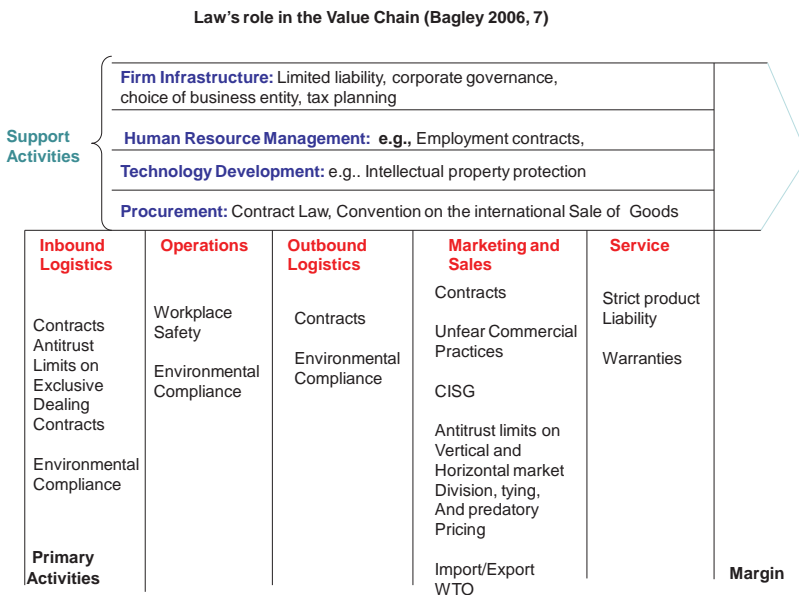 Law's role in the Value Chain (Bagley 2006, 7)
Support
Activities
Firm Infrastructure: Limited liability, corporate governance,
choice of business entity, tax planning
Human Resource Management: e.g., Employment contracts,
Technology Development: e.g.. Intellectual property protection
Procurement: Contract Law, Convention on the international Sale of Goods
Inbound
Logistics
Contracts
Antitrust
Limits on
Exclusive
Dealing
Contracts
Environmental
Compliance
Primary
Activities
Operations
Workplace
Safety
Environmental
Compliance
Outbound
Logistics
Contracts
Environmental
Compliance
Marketing and
Sales
Contracts
Unfear Commercial
Practices
CISG
Antitrust limits on
Vertical and
Horizontal market
Division, tying,
And predatory
Pricing
Import/Export
WTO
Service
Strict product
Liability
Warranties
Margin